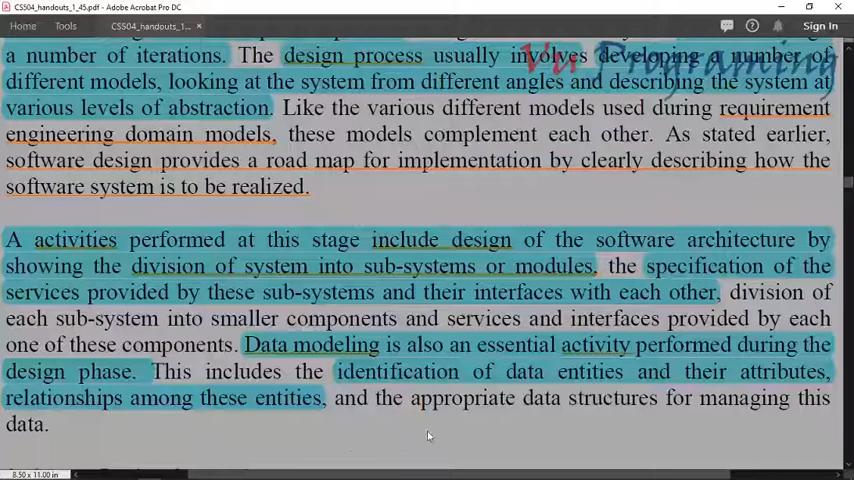 CS504_handouts_1_45.pdf - Adobe Acrobat Pro DC
Home Tools CS504_handouts_1_... × Sign In
a number of iterations. The design process usually involves developing a number of
different models, looking at the system from different angles and describing the system at
various levels of abstraction. Like the various different models used during requirement
engineering domain models, these models complement each other. As stated earlier,
software design provides a road map for implementation by clearly describing how the
software system is to be realized.
A activities performed at this stage include design of the software architecture by
showing the division of system into sub-systems or modules, the specification of the
services provided by these sub-systems and their interfaces with each other, division of
each sub-system into smaller components and services and interfaces provided by each
one of these components. Data modeling is also an essential activity performed during the
design phase. This includes the identification of data entities and their attributes,
relationships among these entities, and the appropriate data structures for managing this
data.
8.50 x 11.00 in
Vu Programing